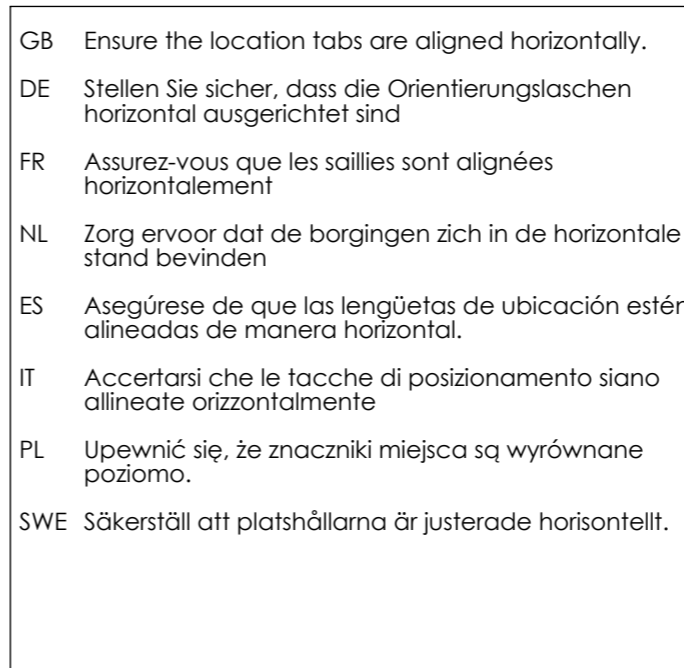 GB Ensure the location tabs are aligned horizontally.
DE Stellen Sie sicher, dass die Orientierungslaschen
horizontal ausgerichtet sind
FR Assurez-vous que les saillies sont alignées
horizontalement
NL Zorg ervoor dat de borgingen zich in de horizontale
stand bevinden
ES Asegúrese de que las lengüetas de ubicación estén
alineadas de manera horizontal.
IT Accertarsi che le tacche di posizionamento siano
allineate orizzontalmente
PL Upewnić się, że znaczniki miejsca są wyrównane
poziomo.
SWE Säkerställ att platshållarna är justerade horisontellt.